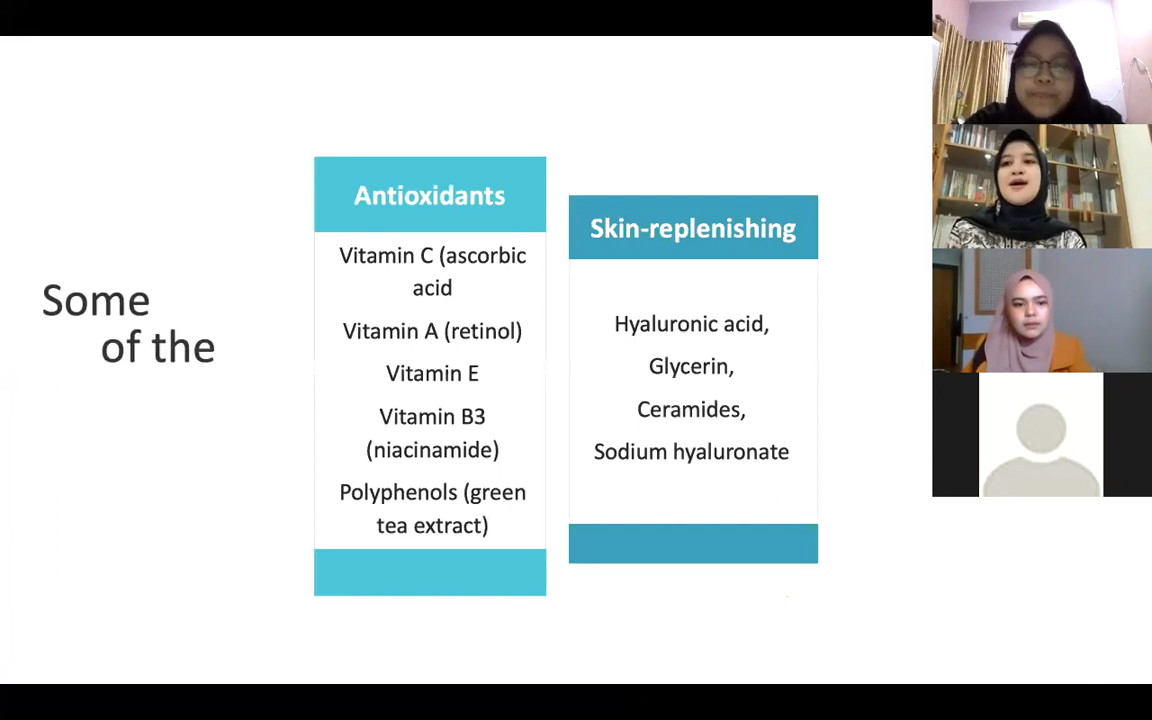 Some
of the
Antioxidants
Vitamin C (ascorbic
acid
Vitamin A (retinol)
Vitamin E
Vitamin B3
(niacinamide)
Polyphenols (green
tea extract)
Skin-replenishing
Hyaluronic acid,
Glycerin,
Ceramides,
Sodium hyaluronate